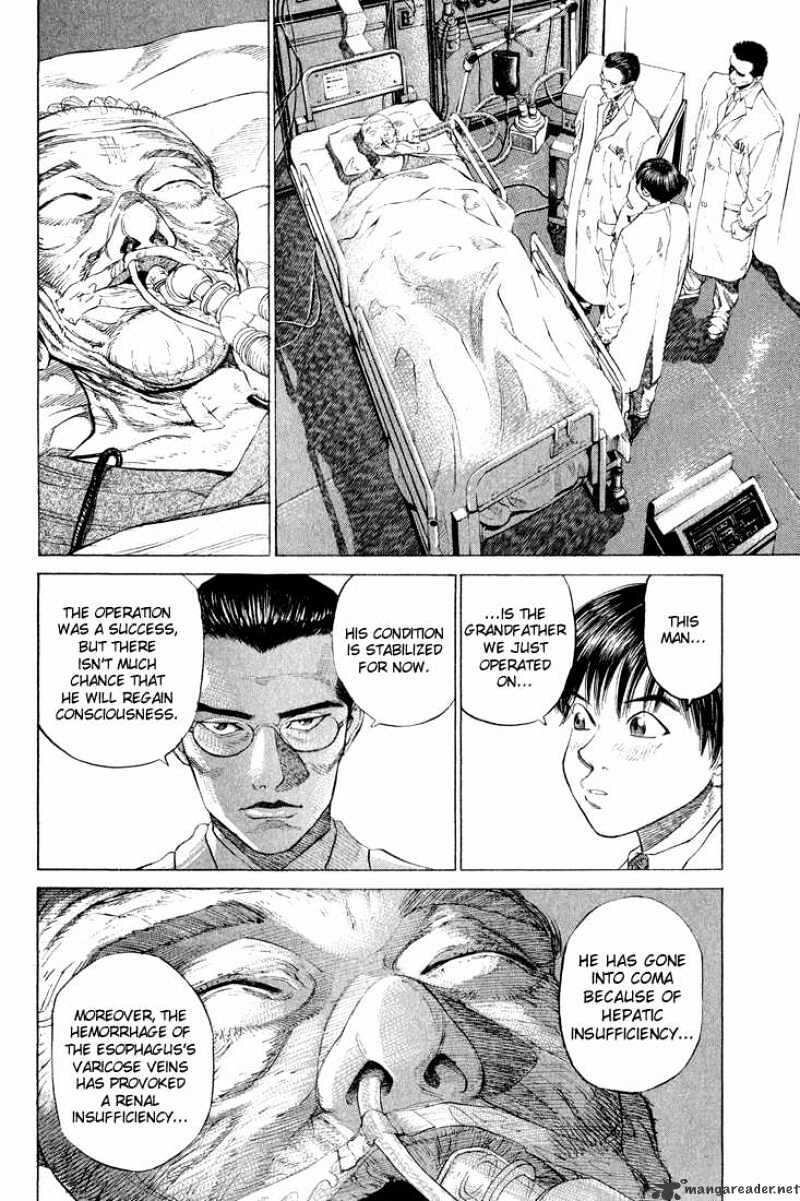 THIS
MAN...
...IS THE
GRANDFATHER
WE JUST
OPERATED
ON...
HIS CONDITION
IS STABILIZED
FOR NOW.
THE OPERATION
WAS A SUCCESS,
BUT THERE
ISN'T MUCH
CHANCE THAT
HE WILL REGAIN
CONSCIOUSNESS.
HE HAS GONE
INTO COMA
BECAUSE OF
HEPATIC
INSUFFICIENCY...
MOREOVER, THE
HEMORRHAGE OF
THE ESOPHAGUS'S
VARICOSE VEINS
HAS PROVOKED
A RENAL
INSUFFICIENCY...
mangareader.net